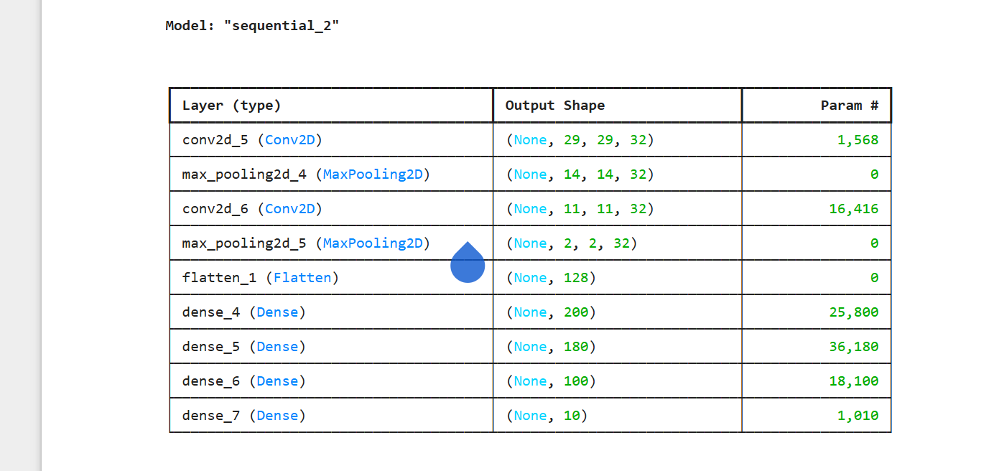 Model: "sequential_2"
Layer (type) Output Shape Param #
conv2d_5 (Conv2D) (None, 29, 29, 32) 1,568
max_pooling2d_4 (MaxPooling2D) (None, 14, 14, 32) 0
conv2d_6 (Conv2D) (None, 11, 11, 32) 16,416
max_pooling2d_5 (MaxPooling2D) (None, 2, 2, 32) 0
flatten_1 (Flatten) (None, 128) 0
dense_4 (Dense) (None, 200) 25,800
dense_5 (Dense) (None, 180) 36,180
dense_6 (Dense) (None, 100) 18,100
dense_7 (Dense) (None, 10) 1,010